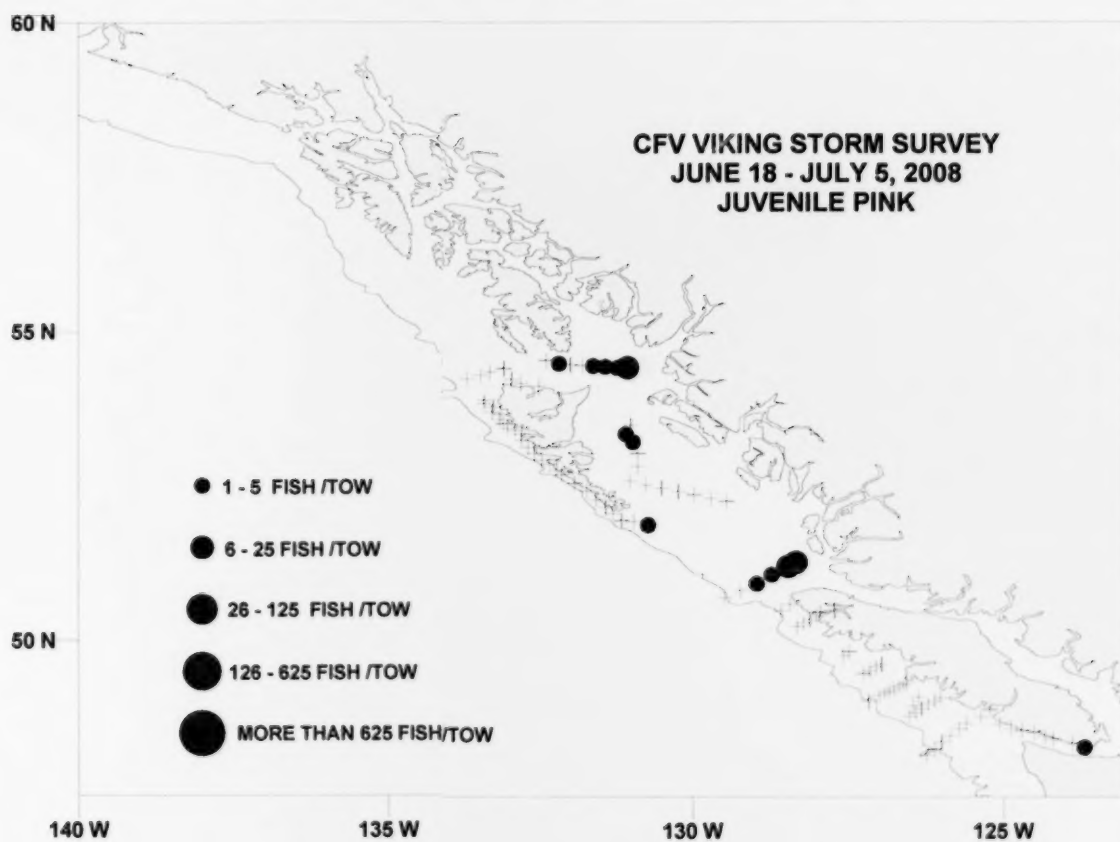 60 N
CFV VIKING STORM SURVEY
JUNE 18 - JULY 5, 2008
JUVENILE PINK
55 N
1 - 5 FISH /TOW
6 - 25 FISH /TOW
26 - 125 FISH /TOW
50 N
126 - 625 FISH /TOW
MORE THAN 625 FISH/TOW
140 W
135 W
130 W
125 W